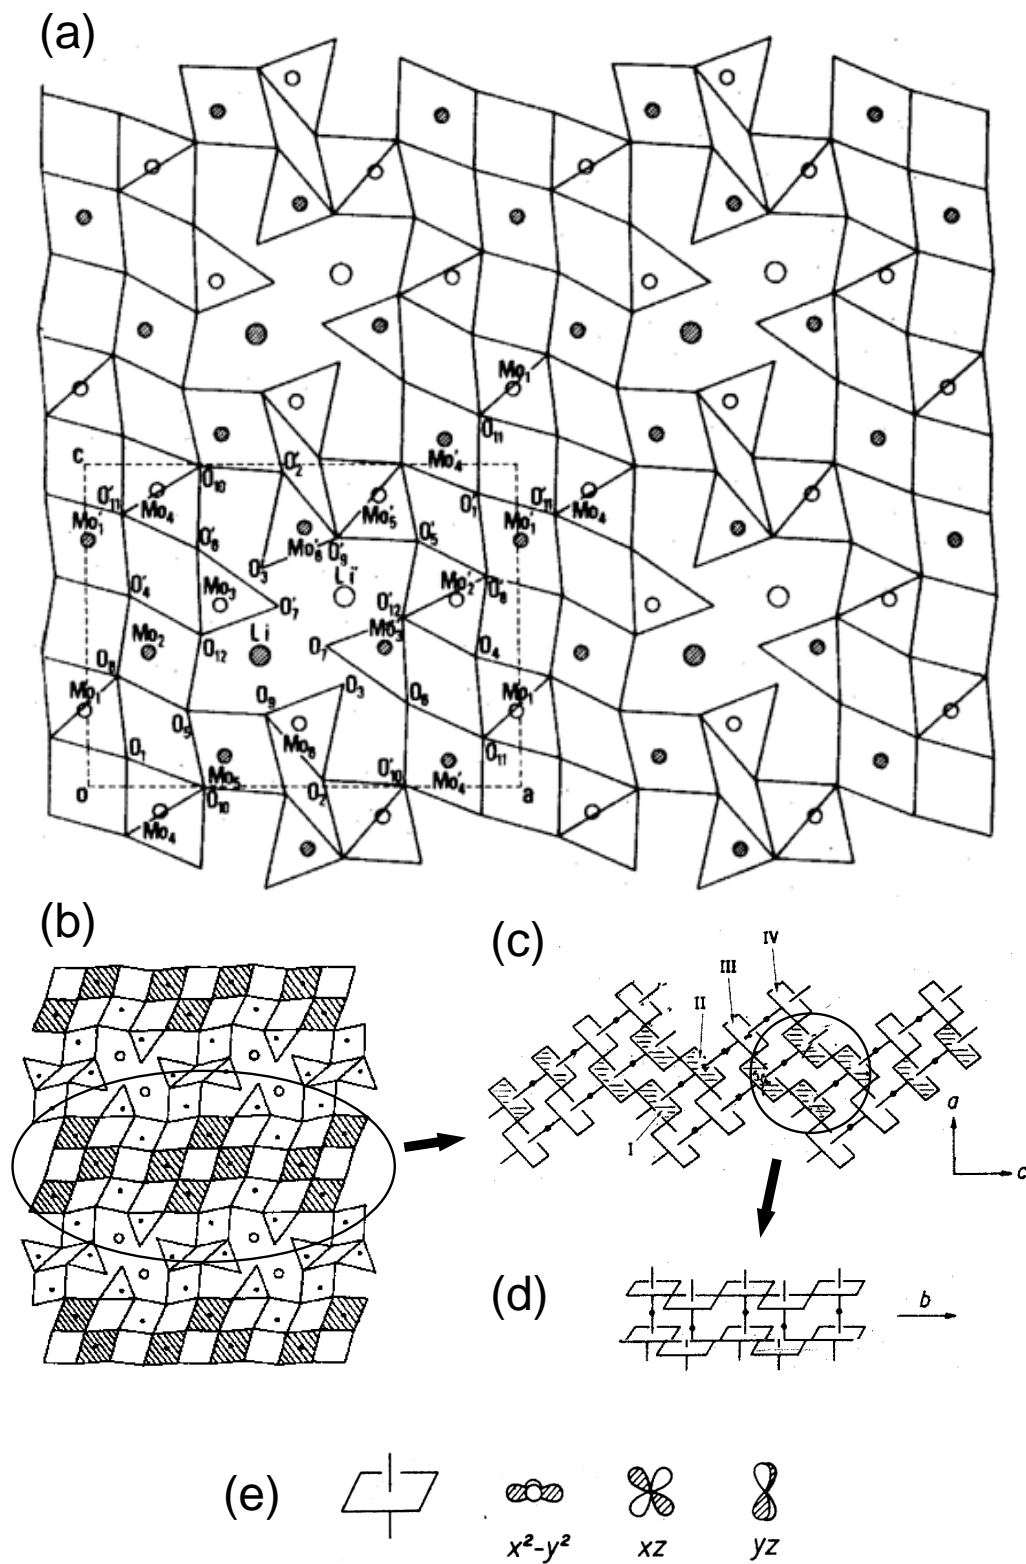 (a)
Mo₁
O₁₁
Mo'₄
c
O'₂
O₁₀
O'₁₁
Mo₄
Mo'₁
O'₁
O'₁₁
Mo₄
Mo'₁
Mo'₅
O'₈
Mo'₆
O'₉
O'₅
O₃
Li'
O'₄
Mo₃
O'₇
Mo'₂
O'₈
O'₁₂
Mo₂
O₁₂
Li
O₇
Mo'₃
O₄
O₈
O₃
O₆
Mo₁
O₉
Mo'₁
O₅
Mo₆
O₁
O₁₁
Mo₅
O'₁₀
Mo'₄
o
O₁₀
O₂
a
Mo₄
(b)
(c)
IV
III
II
I
a
c
(d)
b
(e)
x²-y²
xz
yz